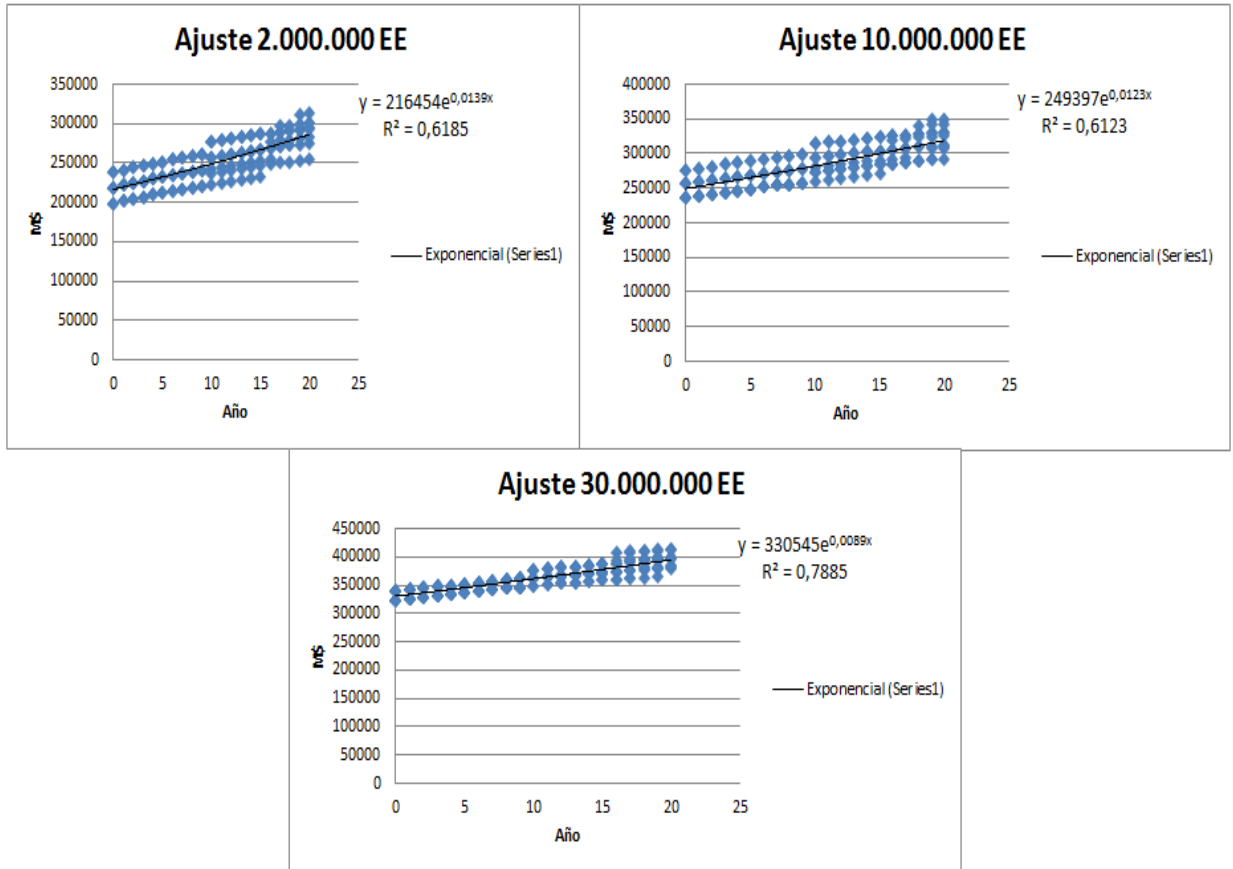 Ajuste 2.000.000 EE
350000
300000
250000
200000
150000
100000
50000
0
0 5 10 15 20 25
M$
Año
y = 216454e^0,0139x
R² = 0,6185
Exponencial (Series1)
Ajuste 10.000.000 EE
400000
350000
300000
250000
200000
150000
100000
50000
0
0 5 10 15 20 25
M$
Año
y = 249397e^0,0123x
R² = 0,6123
Exponencial (Series1)
Ajuste 30.000.000 EE
450000
400000
350000
300000
250000
200000
150000
100000
50000
0
0 5 10 15 20 25
M$
Año
y = 330545e^0,0089x
R² = 0,7885
Exponencial (Series1)